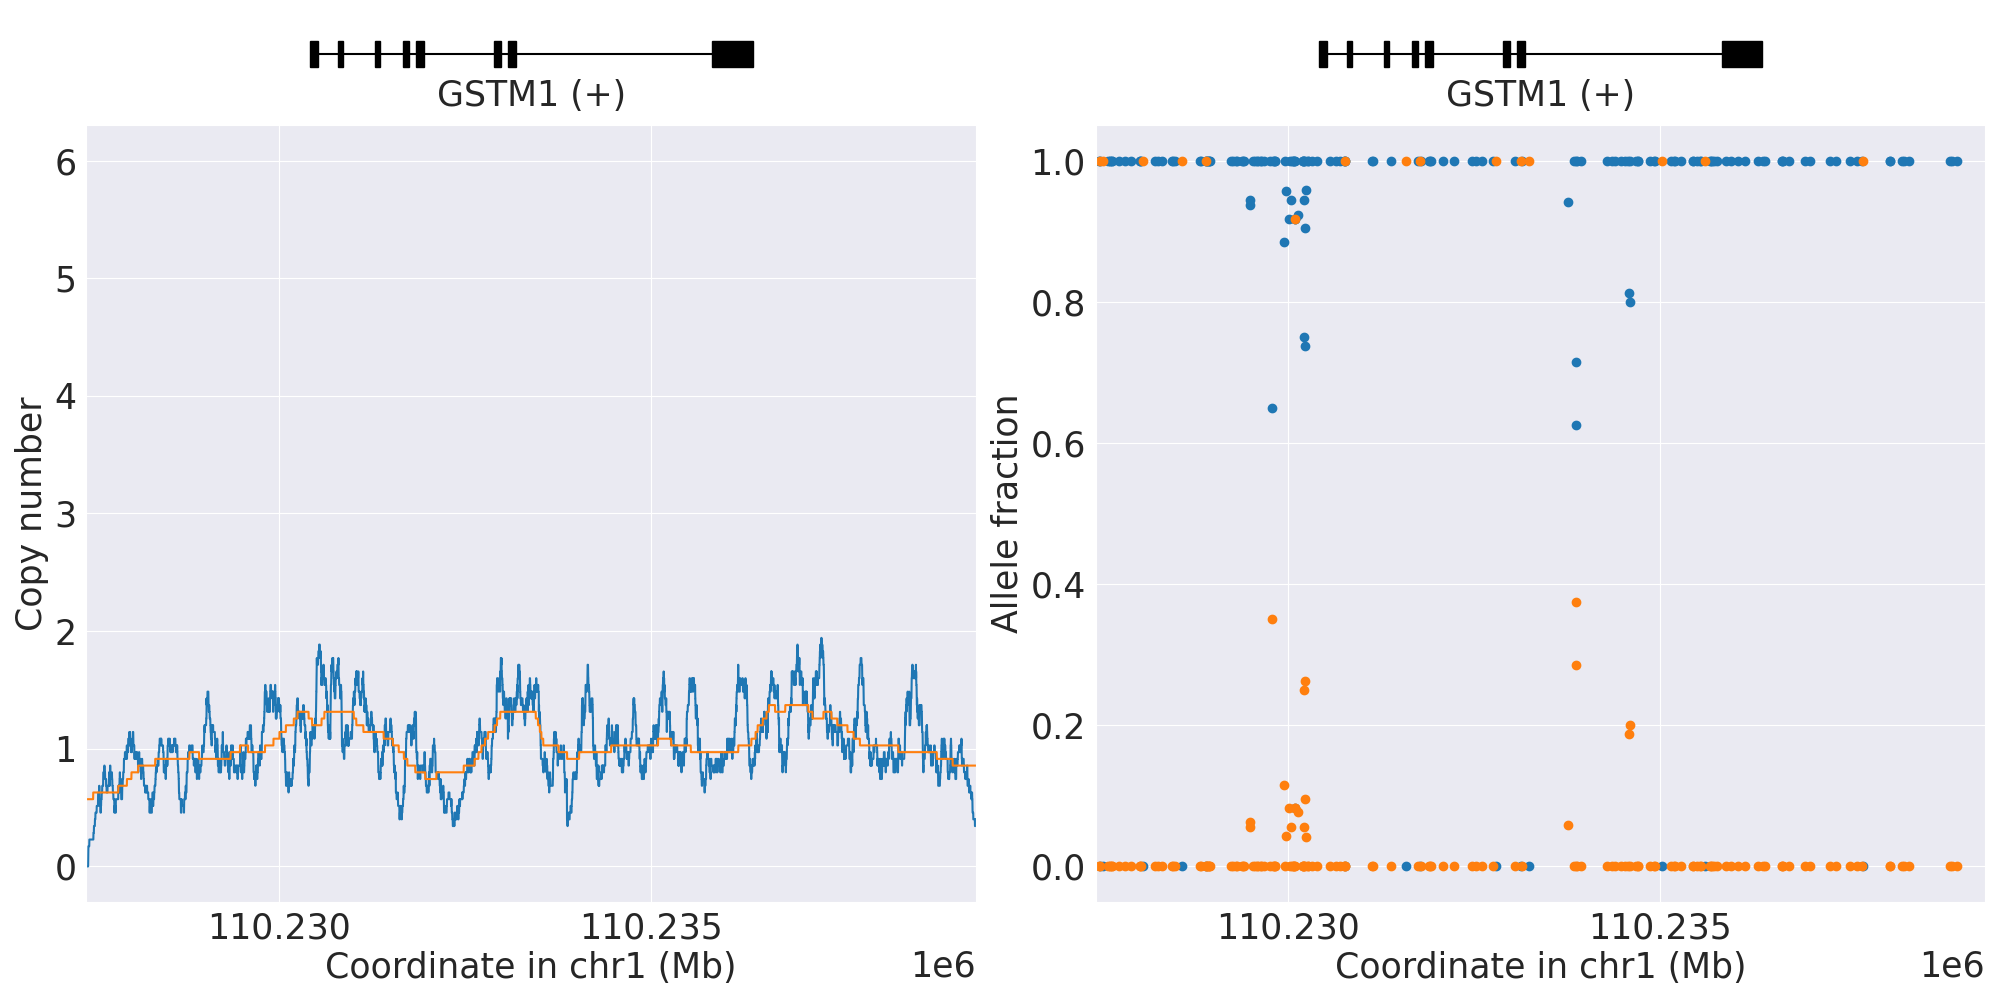 GSTM1 (+)
Copy number
6
5
4
3
2
1
0
110.230
110.235
Coordinate in chr1 (Mb)
1e6
GSTM1 (+)
Allele fraction
1.0
0.8
0.6
0.4
0.2
0.0
110.230
110.235
Coordinate in chr1 (Mb)
1e6